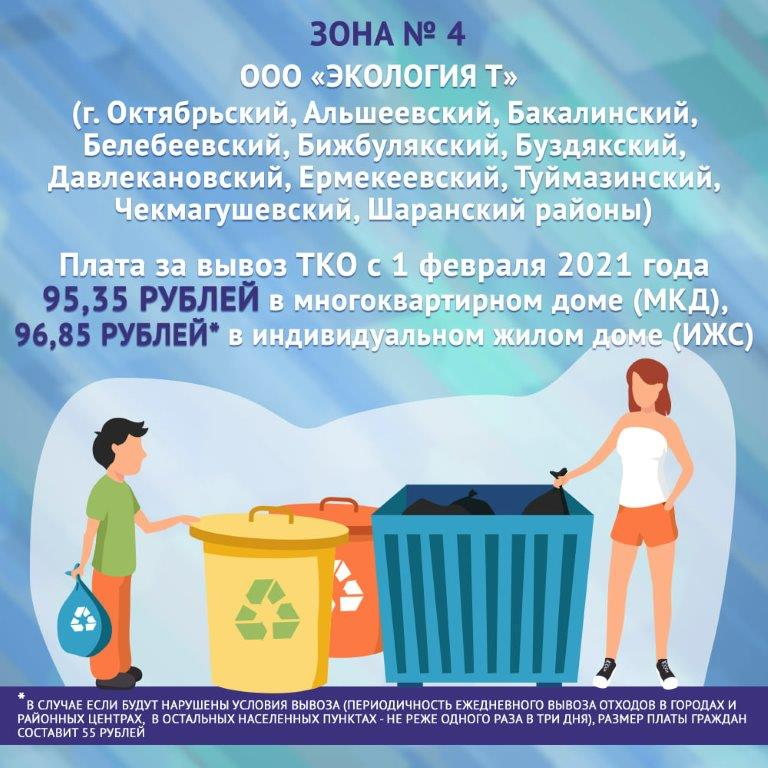 ЗОНА № 4
ООО «ЭКОЛОГИЯ Т»
(г. Октябрьский, Альшеевский, Бакалинский,
Белебеевский, Бижбулякский, Буздякский,
Давлекановский, Ермекеевский, Туймазинский,
Чекмагушевский, Шаранский районы)
Плата за вывоз ТКО с 1 февраля 2021 года
95,35 РУБЛЕЙ в многоквартирном доме (МКД),
96,85 РУБЛЕЙ* в индивидуальном жилом доме (ИЖС)
* В СЛУЧАЕ ЕСЛИ БУДУТ НАРУШЕНЫ УСЛОВИЯ ВЫВОЗА (ПЕРИОДИЧНОСТЬ ЕЖЕДНЕВНОГО ВЫВОЗА ОТХОДОВ В ГОРОДАХ И
РАЙОННЫХ ЦЕНТРАХ, В ОСТАЛЬНЫХ НАСЕЛЕННЫХ ПУНКТАХ - НЕ РЕЖЕ ОДНОГО РАЗА В ТРИ ДНЯ), РАЗМЕР ПЛАТЫ ГРАЖДАН
СОСТАВИТ 55 РУБЛЕЙ